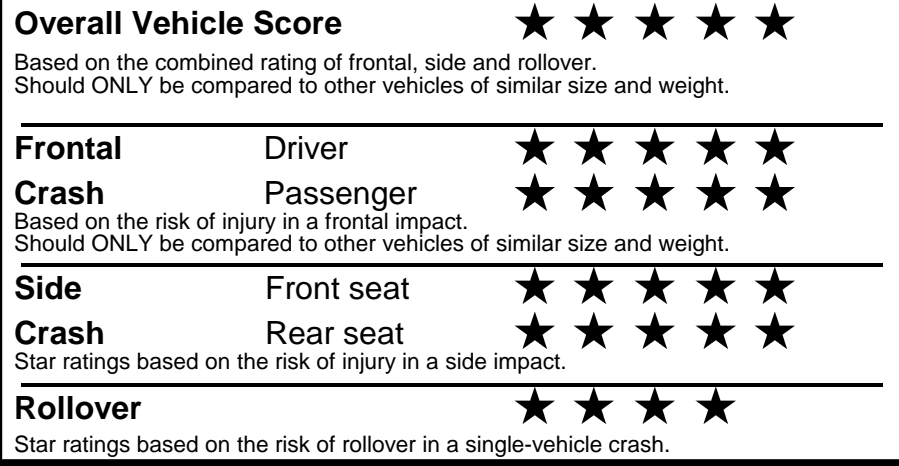 Overall Vehicle Score ★ ★ ★ ★ ★
Based on the combined rating of frontal, side and rollover.
Should ONLY be compared to other vehicles of similar size and weight.
Frontal Driver ★ ★ ★ ★ ★
Crash Passenger ★ ★ ★ ★ ★
Based on the risk of injury in a frontal impact.
Should ONLY be compared to other vehicles of similar size and weight.
Side Front seat ★ ★ ★ ★ ★
Crash Rear seat ★ ★ ★ ★ ★
Star ratings based on the risk of injury in a side impact.
Rollover ★ ★ ★ ★
Star ratings based on the risk of rollover in a single-vehicle crash.